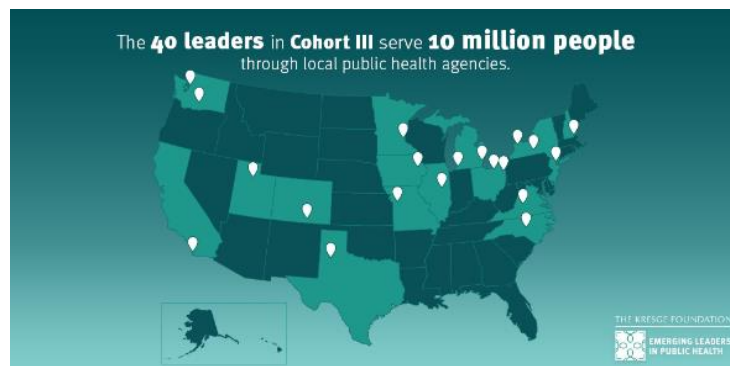 The 40 leaders in Cohort III serve 10 million people
through local public health agencies.
THE KRESGE FOUNDATION
EMERGING LEADERS
IN PUBLIC HEALTH